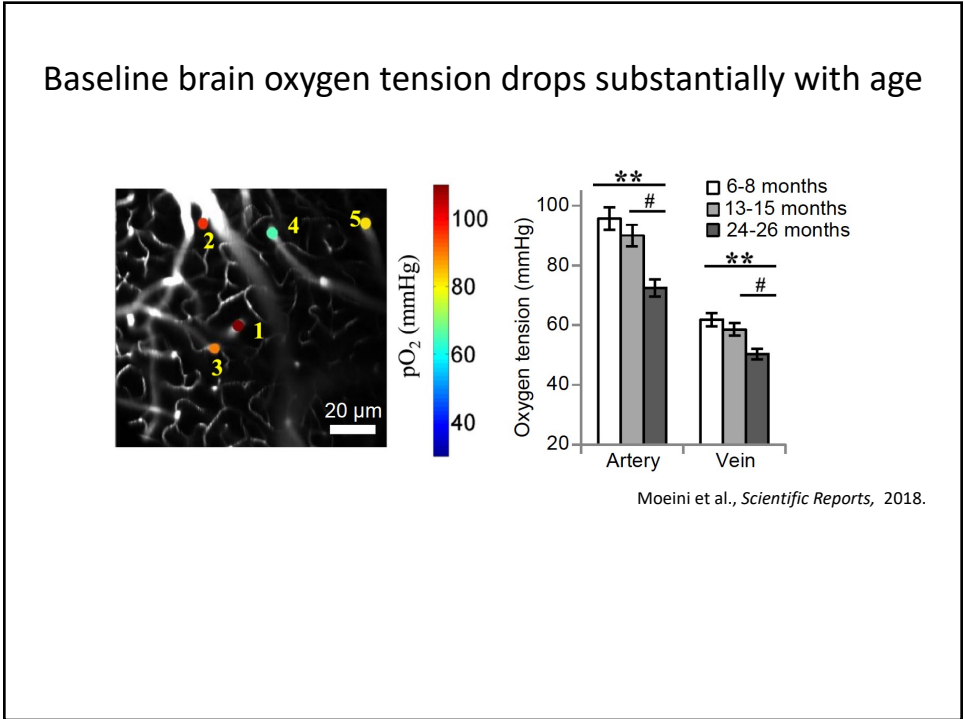 Baseline brain oxygen tension drops substantially with age
2
4
5
1
3
20 µm
100
80
60
40
pO2 (mmHg)
** 
#
6-8 months
13-15 months
24-26 months
**
#
Oxygen tension (mmHg)
100
80
60
40
20
Artery Vein
Moeini et al., Scientific Reports, 2018.